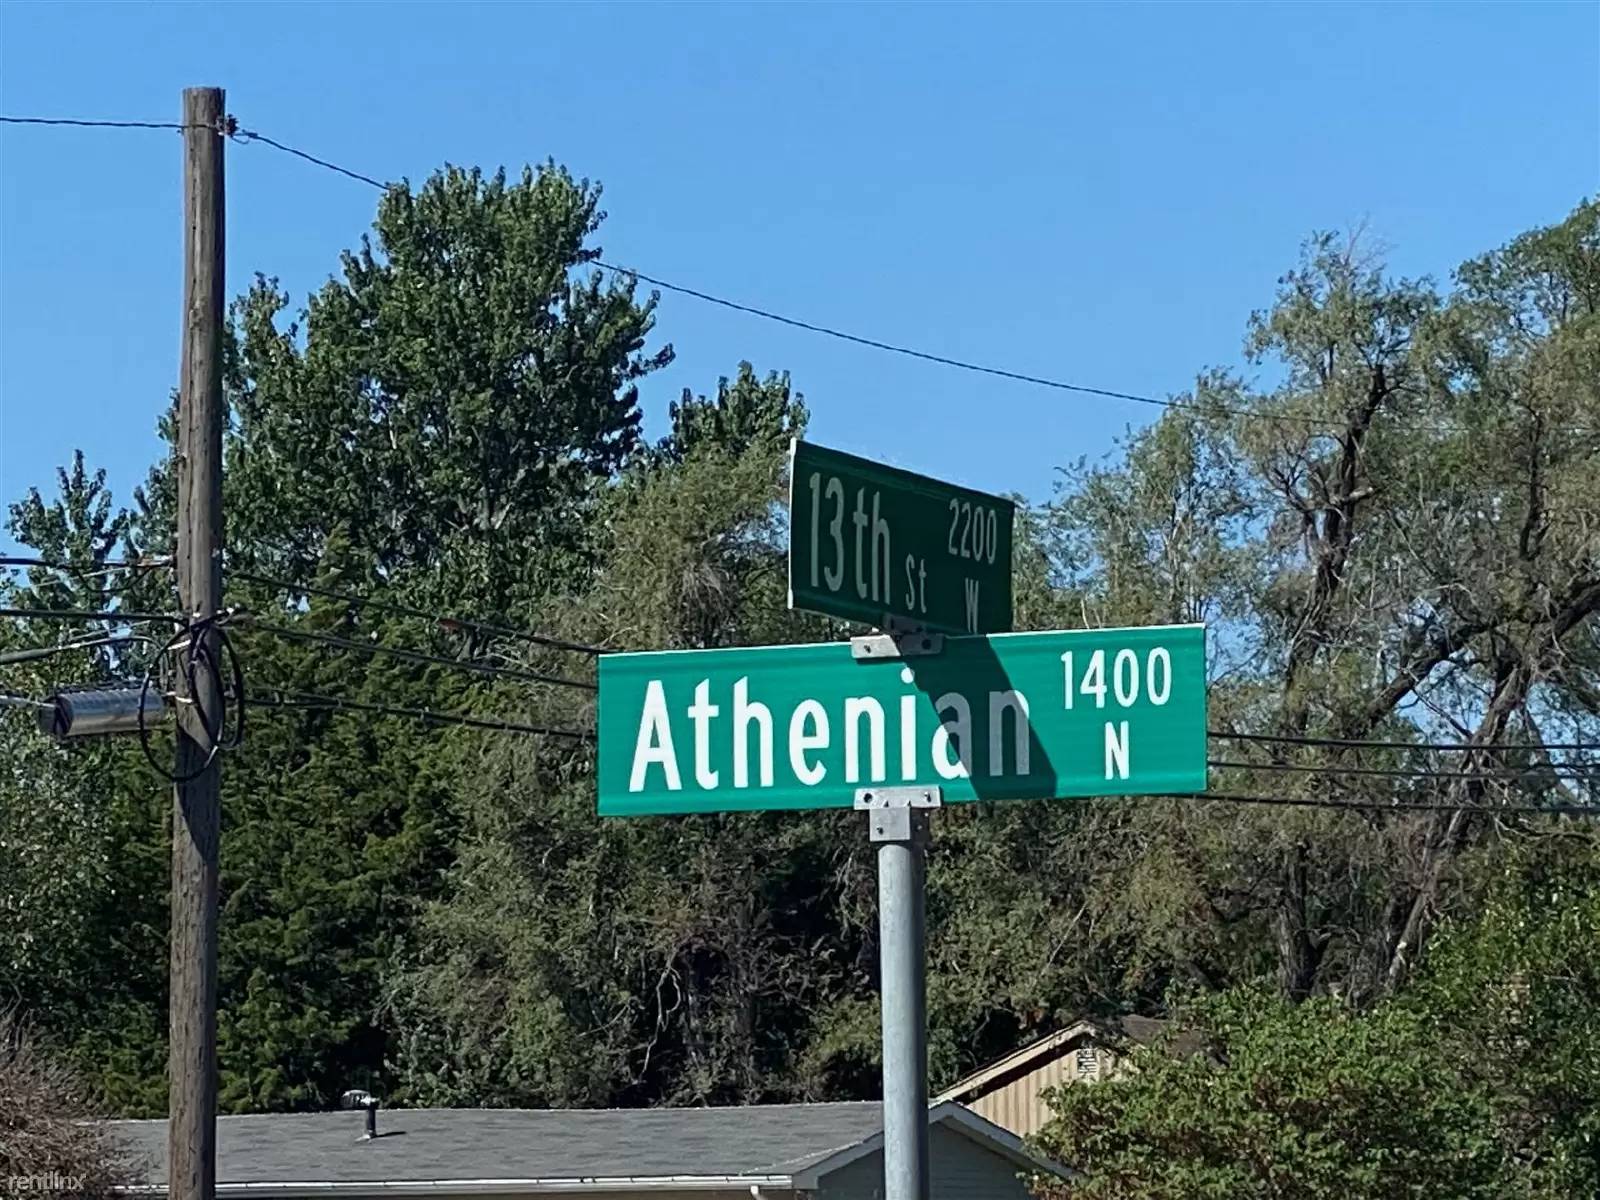 13th St 2200 W
Athenian 1400 N
rentlinx